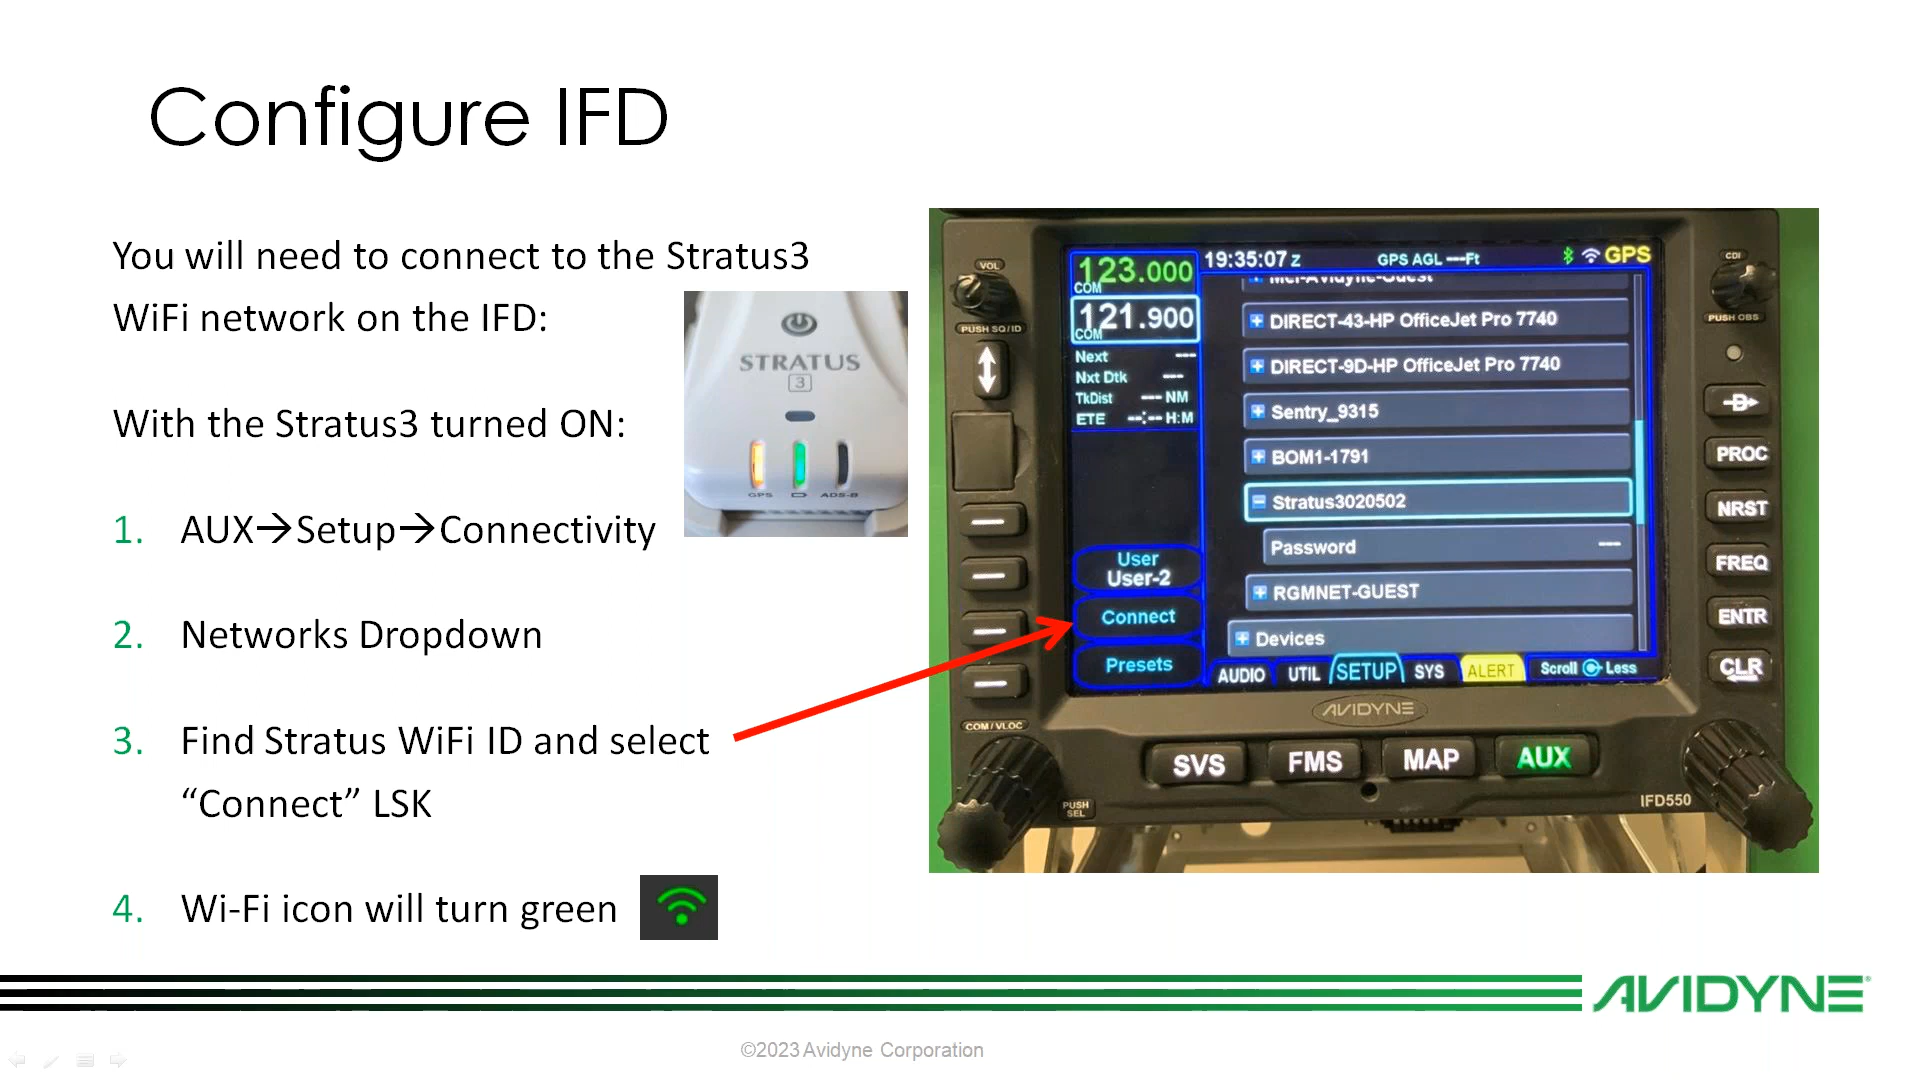 Configure IFD
You will need to connect to the Stratus3
WiFi network on the IFD:
With the Stratus3 turned ON:
1. AUX→Setup→Connectivity
2. Networks Dropdown
3. Find Stratus WiFi ID and select
“Connect” LSK
4. Wi-Fi icon will turn green
STRATUS
3
GPS ADS-B
VOL
PUSH SQ/ID
123.000
COM
121.900
COM
Next ---
Nxt Dtk ---
TkDist --- NM
ETE --:-- H:M
User
User-2
Connect
Presets
19:35:07 Z GPS AGL ---Ft GPS
DIRECT-43-HP OfficeJet Pro 7740
DIRECT-9D-HP OfficeJet Pro 7740
Sentry_9315
BOM1-1791
Stratus3020502
Password ---
RGMNET-GUEST
Devices
AUDIO UTIL SETUP SYS ALERT Scroll Less
CDI
PUSH OBS
D
PROC
NRST
FREQ
ENTR
CLR
AVIDYNE
COM/VLOC
PUSH
SEL
SVS FMS MAP AUX
IFD550
AVIDYNE®
©2023 Avidyne Corporation